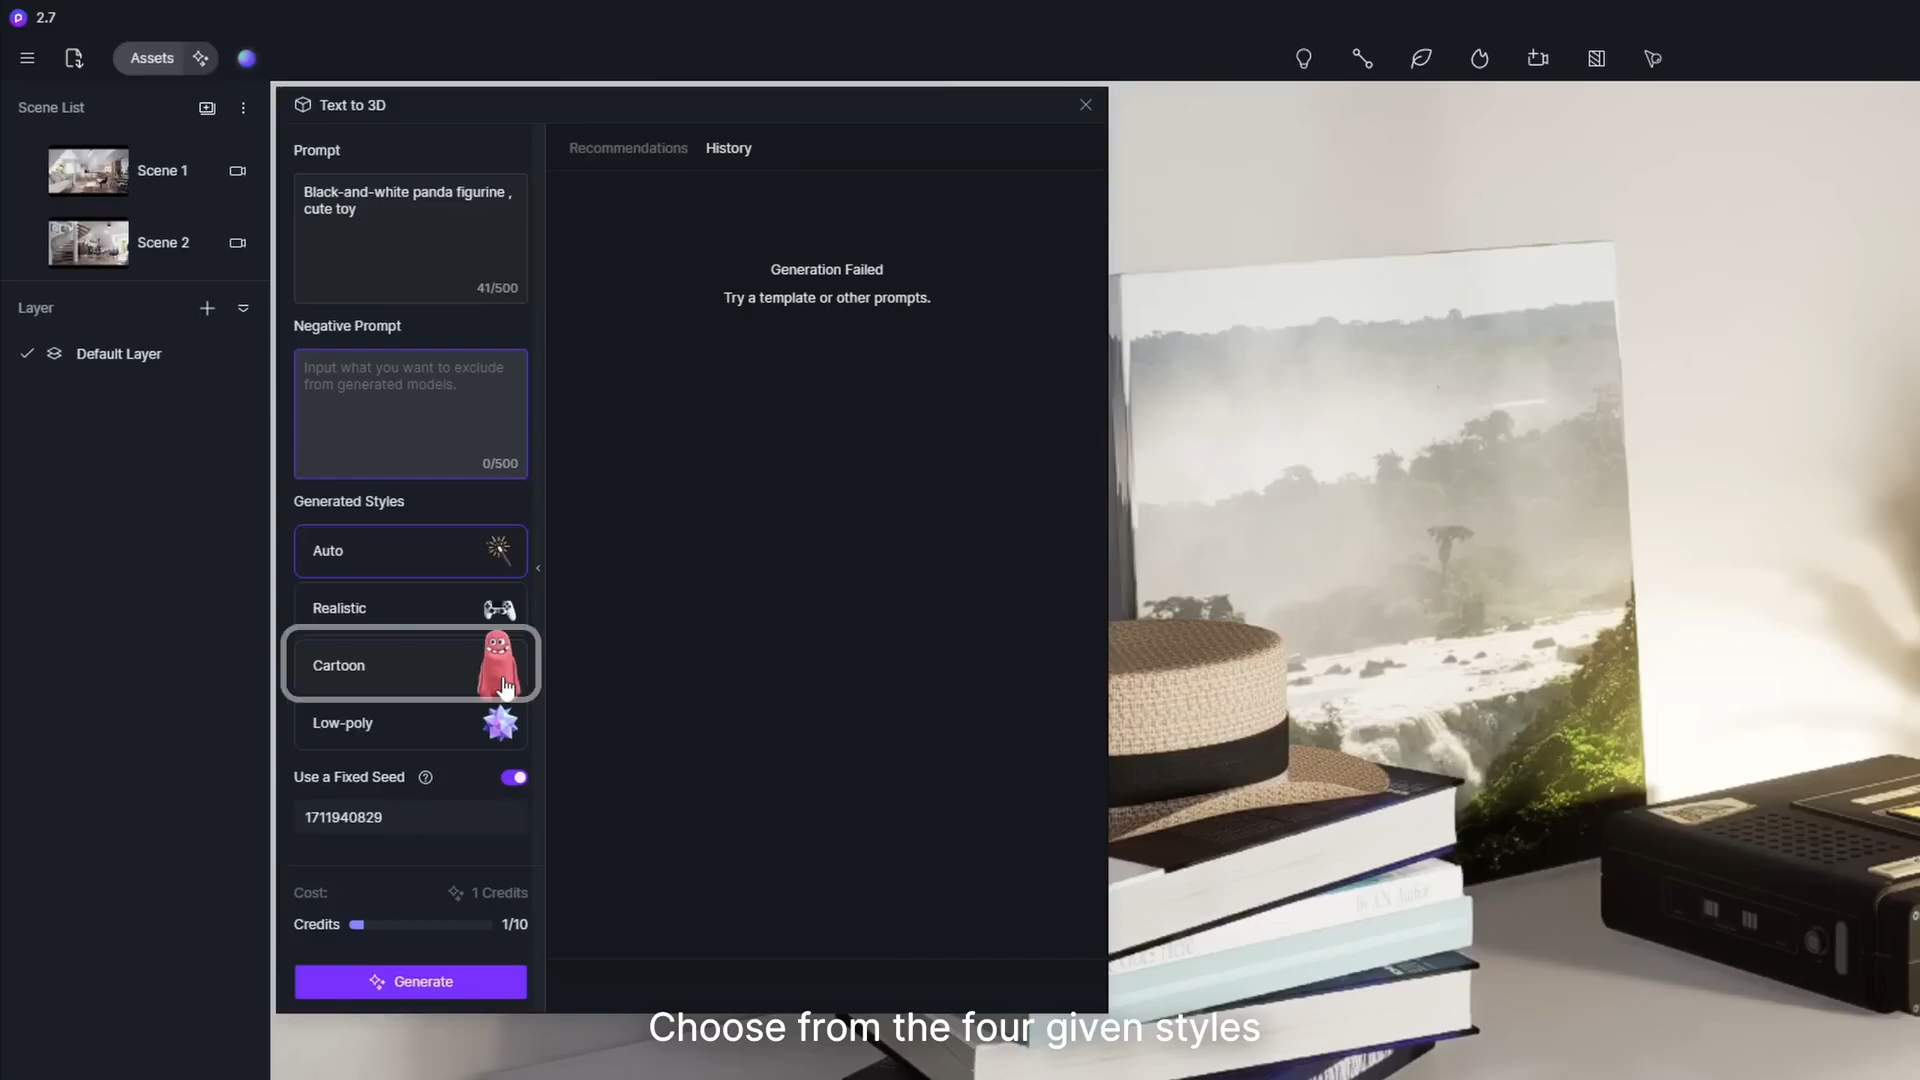 2.7
Assets
Scene List
Scene 1
Scene 2
Layer
Default Layer
Text to 3D
Prompt
Black-and-white panda figurine ,
cute toy
41/500
Negative Prompt
Input what you want to exclude
from generated models.
0/500
Generated Styles
Auto
Realistic
Cartoon
Low-poly
Use a Fixed Seed
1711940829
Cost:
1 Credits
Credits
1/10
Generate
Recommendations
History
Generation Failed
Try a template or other prompts.
Choose from the four given styles